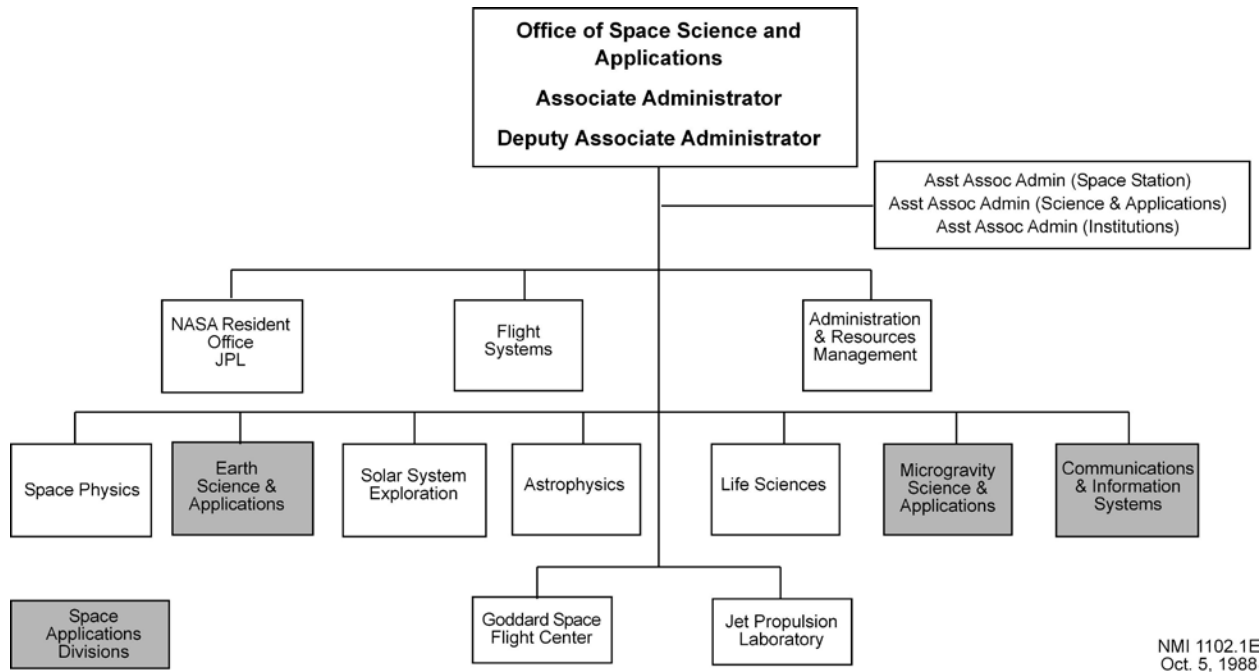 Office of Space Science and
Applications
Associate Administrator
Deputy Associate Administrator
Asst Assoc Admin (Space Station)
Asst Assoc Admin (Science & Applications)
Asst Assoc Admin (Institutions)
NASA Resident
Office
JPL
Flight
Systems
Administration
& Resources
Management
Space Physics
Earth
Science &
Applications
Solar System
Exploration
Astrophysics
Life Sciences
Microgravity
Science &
Applications
Communications
& Information
Systems
Space
Applications
Divisions
Goddard Space
Flight Center
Jet Propulsion
Laboratory
NMI 1102.1E
Oct. 5, 1988